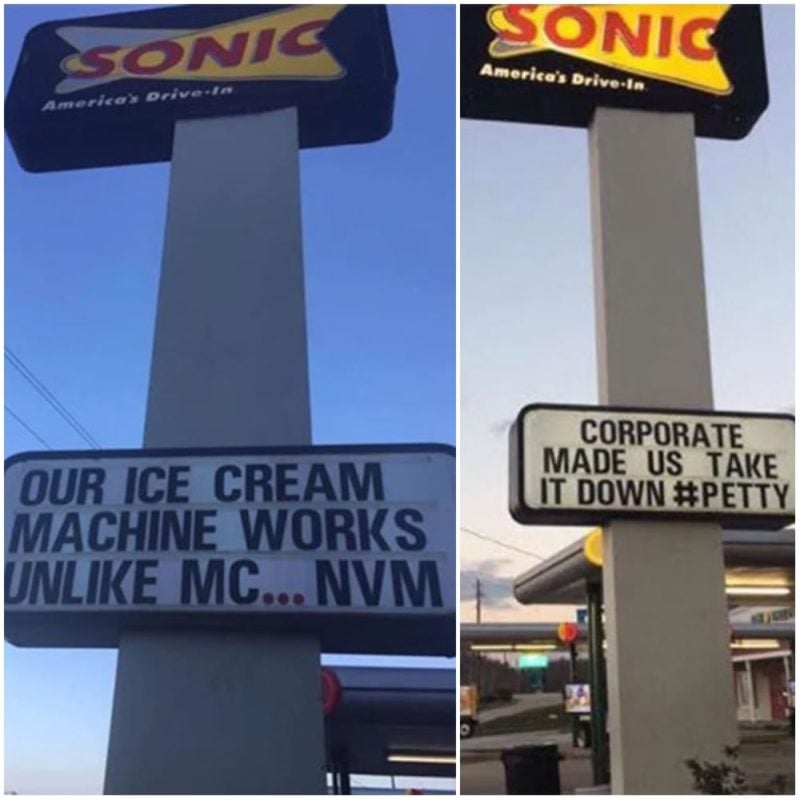 SONIC
America's Drive-In
OUR ICE CREAM
MACHINE WORKS
UNLIKE MC... NVM
SONIC
America's Drive-In
CORPORATE
MADE US TAKE
IT DOWN #PETTY